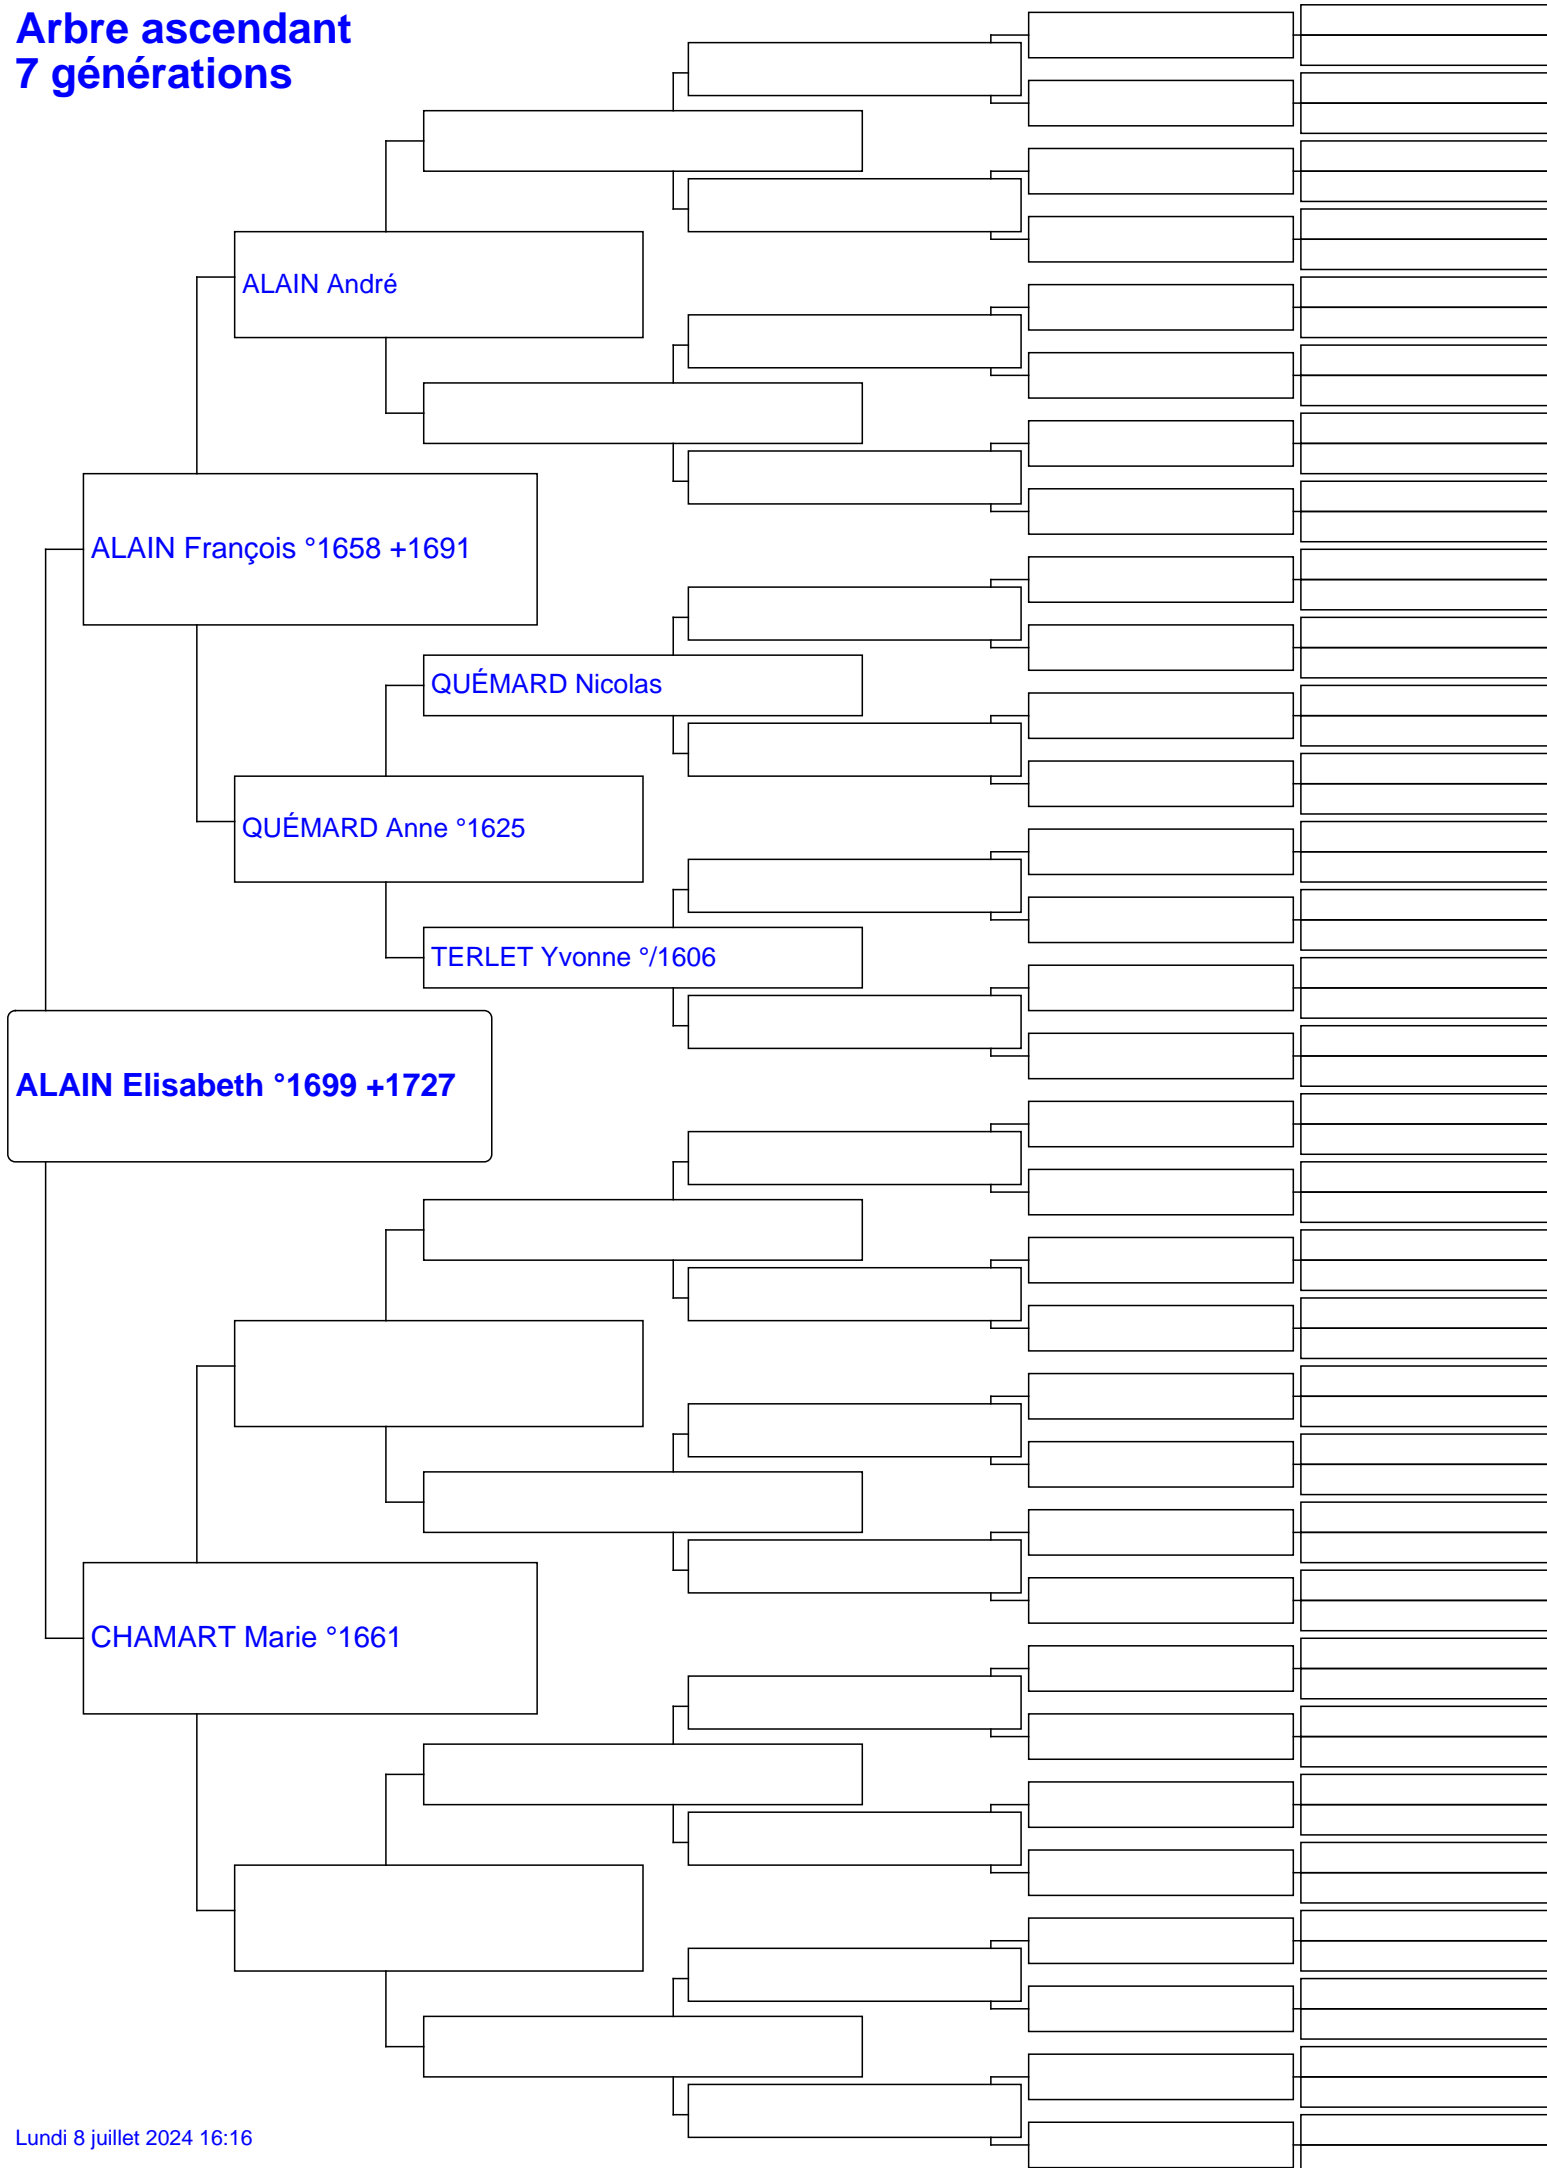 Arbre ascendant
7 générations
ALAIN André
ALAIN François °1658 +1691
QUÉMARD Nicolas
QUÉMARD Anne °1625
TERLET Yvonne °/1606
ALAIN Elisabeth °1699 +1727
CHAMART Marie °1661
Lundi 8 juillet 2024 16:16